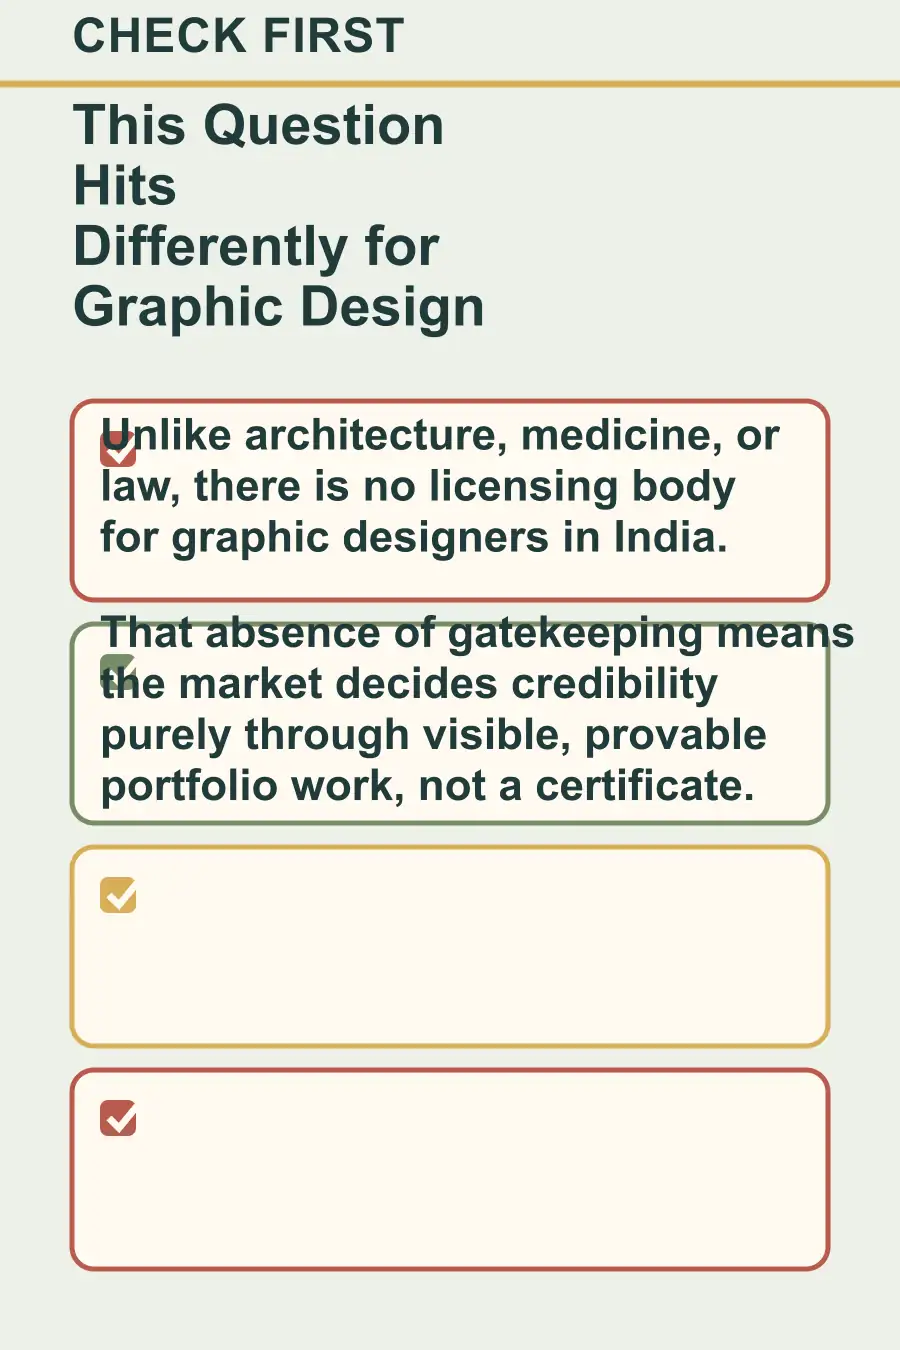 CHECK FIRST
This Question
Hits
Differently for
Graphic Design
Unlike architecture, medicine, or
law, there is no licensing body
for graphic designers in India.
That absence of gatekeeping means
the market decides credibility
purely through visible, provable
portfolio work, not a certificate.